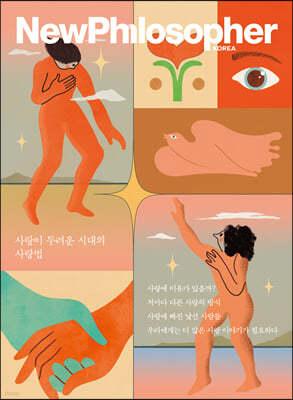 NewPhilosopher
KOREA
사랑이 두려운 시대의
사랑법
사랑에 이유가 있을까?
저마다 다른 사랑의 방식
사랑에 빠진 낯선 사람들
우리에게는 더 많은 사랑 이야기가 필요하다